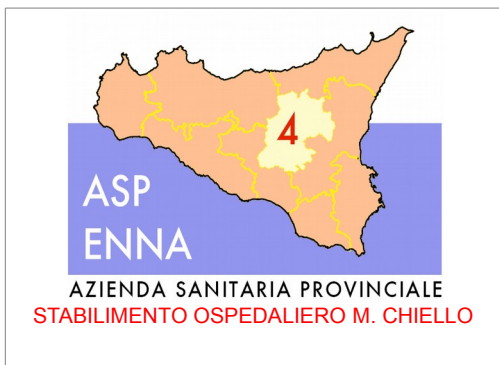 4
ASP
ENNA
AZIENDA SANITARIA PROVINCIALE
STABILIMENTO OSPEDALIERO M. CHIELLO